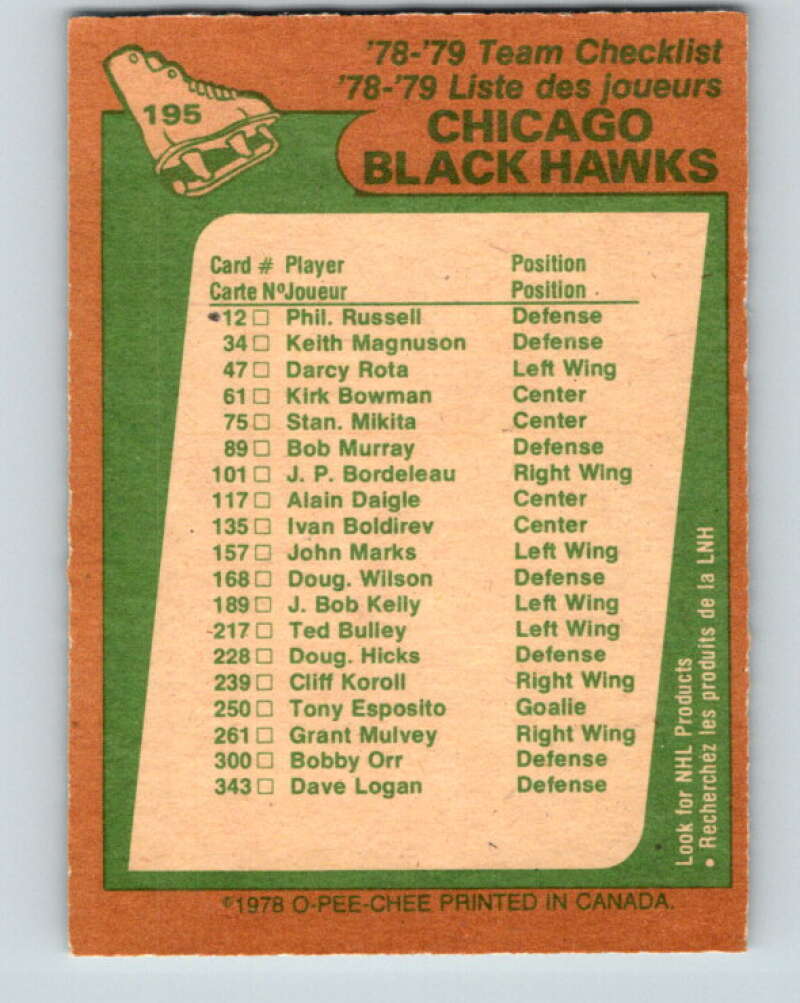 195
'78-'79 Team Checklist
'78-'79 Liste des joueurs
CHICAGO
BLACK HAWKS
Card # Player Position
Carte Nº Joueur Position
12 □ Phil. Russell Defense
34 □ Keith Magnuson Defense
47 □ Darcy Rota Left Wing
61 □ Kirk Bowman Center
75 □ Stan. Mikita Center
89 □ Bob Murray Defense
101 □ J. P. Bordeleau Right Wing
117 □ Alain Daigle Center
135 □ Ivan Boldirev Center
157 □ John Marks Left Wing
168 □ Doug. Wilson Defense
189 □ J. Bob Kelly Left Wing
217 □ Ted Bulley Left Wing
228 □ Doug. Hicks Defense
239 □ Cliff Koroll Right Wing
250 □ Tony Esposito Goalie
261 □ Grant Mulvey Right Wing
300 □ Bobby Orr Defense
343 □ Dave Logan Defense
Look for NHL Products
• Recherchez les produits de la LNH
©1978 O-PEE-CHEE PRINTED IN CANADA.